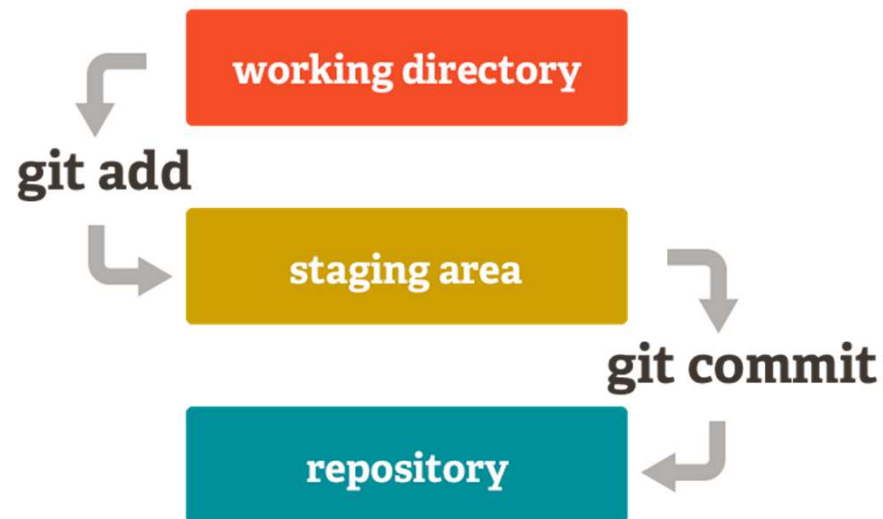 working directory
git add
staging area
git commit
repository